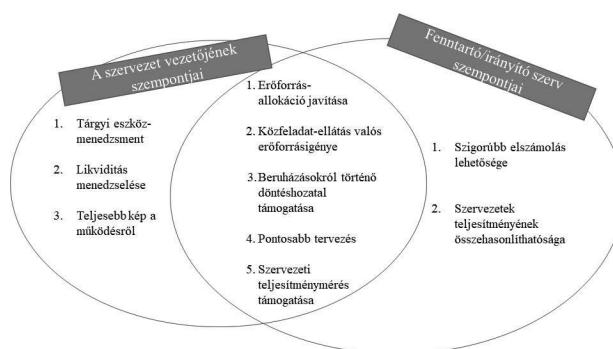 A szervezet vezetőjének
szempontjai
1. Tárgyi eszköz-
menedzsment
2. Likviditás
menedzselése
3. Teljesebb kép a
működésről
1. Erőforrás-
allokáció javítása
2. Közfeladat-ellátás valós
erőforrásigénye
3. Beruházásokról történő
döntéshozatal
támogatása
4. Pontosabb tervezés
5. Szervezeti
teljesítménymérés
támogatása
Fenntartó/irányító szerv
szempontjai
1. Szigorúbb elszámolás
lehetősége
2. Szervezetek
teljesítményének
összehasonlíthatósága